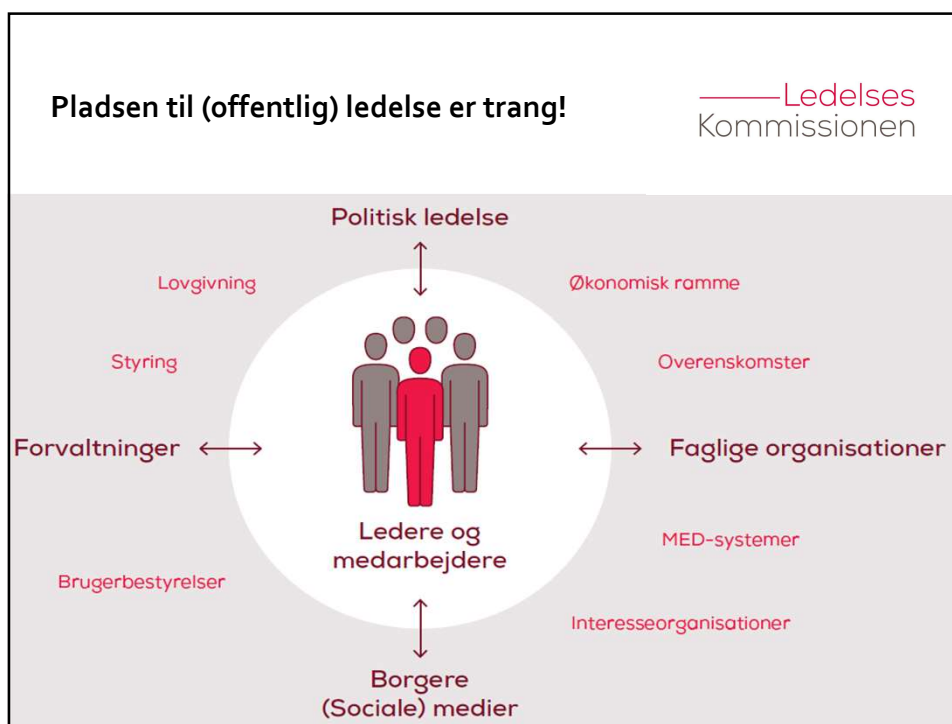 Pladsen til (offentlig) ledelse er trang!
Ledelses
Kommissionen
Politisk ledelse
Lovgivning
Økonomisk ramme
Styring
Overenskomster
Forvaltninger
Faglige organisationer
Ledere og
medarbejdere
MED-systemer
Brugerbestyrelser
Interesseorganisationer
Borgere
(Sociale) medier